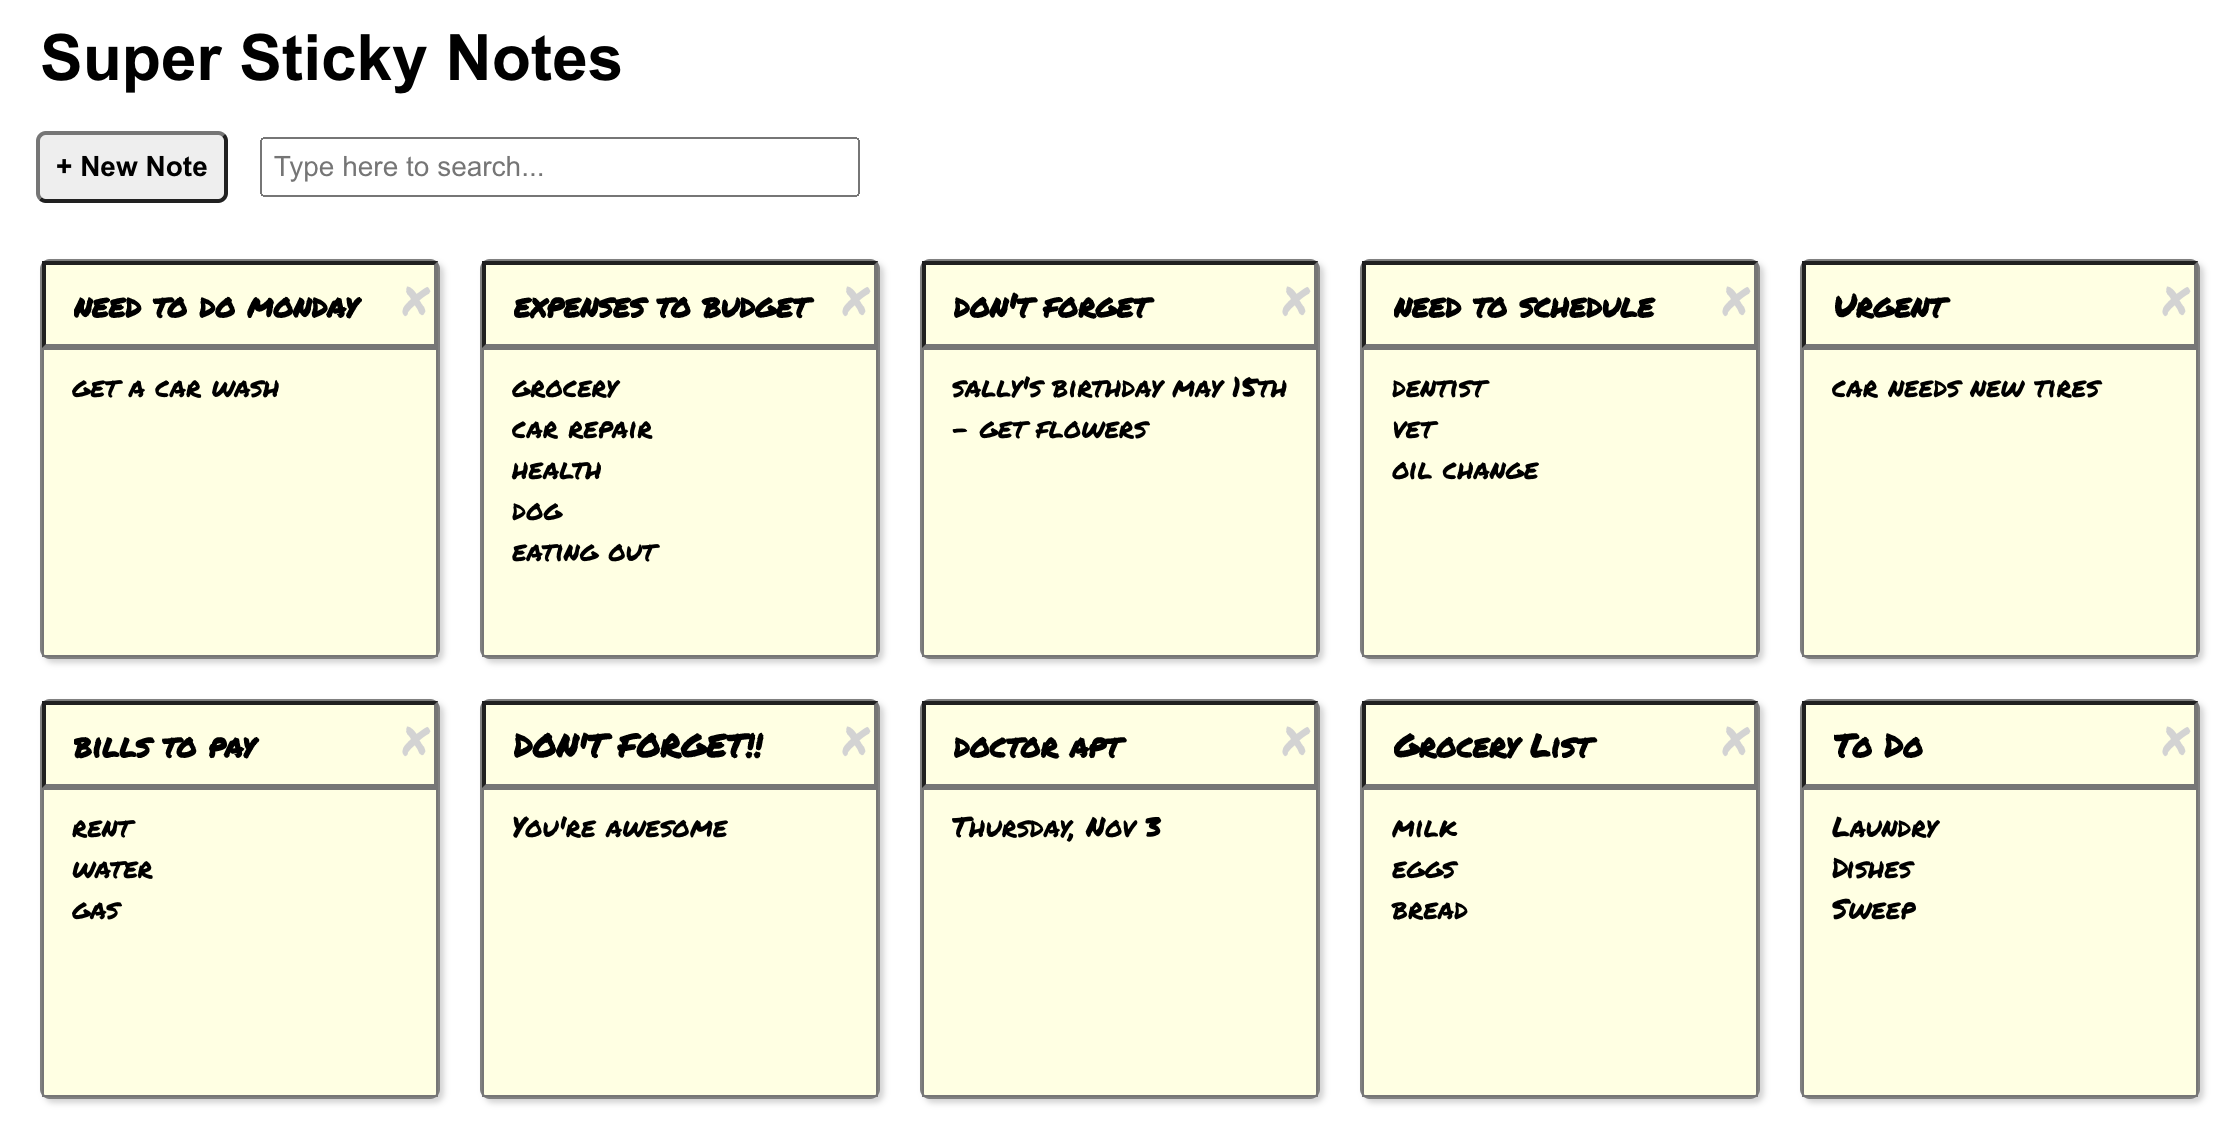 Super Sticky Notes
+ New Note
Type here to search...
need to do monday
get a car wash
expenses to budget
grocery
car repair
health
dog
eating out
don't forget
sally's birthday may 15th
- get flowers
need to schedule
dentist
vet
oil change
Urgent
car needs new tires
bills to pay
rent
water
gas
DON'T FORGET!!
You're awesome
doctor apt
Thursday, Nov 3
Grocery List
milk
eggs
bread
To Do
Laundry
Dishes
Sweep